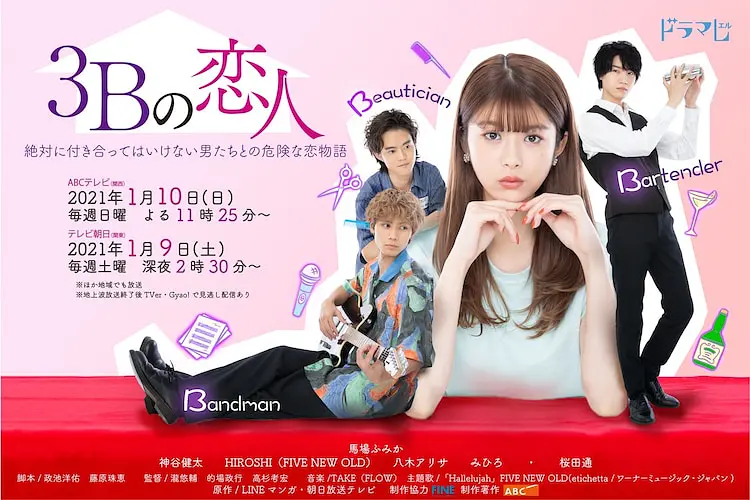 ドラマL
エル
3Bの恋人
絶対に付き合ってはいけない男たちとの危険な恋物語
ABCテレビ(関西)
2021年1月10日(日)
毎週日曜 よる11時25分〜
テレビ朝日(関東)
2021年1月9日(土)
毎週土曜 深夜2時30分〜
※ほか地域でも放送
※地上波放送終了後TVer・Gyao!で見逃し配信あり
Beautician
Bartender
Bandman
馬場ふみか
神谷健太 HIROSHI(FIVE NEW OLD) 八木アリサ みひろ ・ 桜田通
脚本/政池洋佑 藤原珠恵 監督/瀧悠輔 的場政行 高杉考宏 音楽/TAKE(FLOW) 主題歌/「Hallelujah」FIVE NEW OLD(etichetta/ワーナーミュージック・ジャパン)
原作/LINEマンガ・朝日放送テレビ 制作協力 FINE 制作著作 ABC